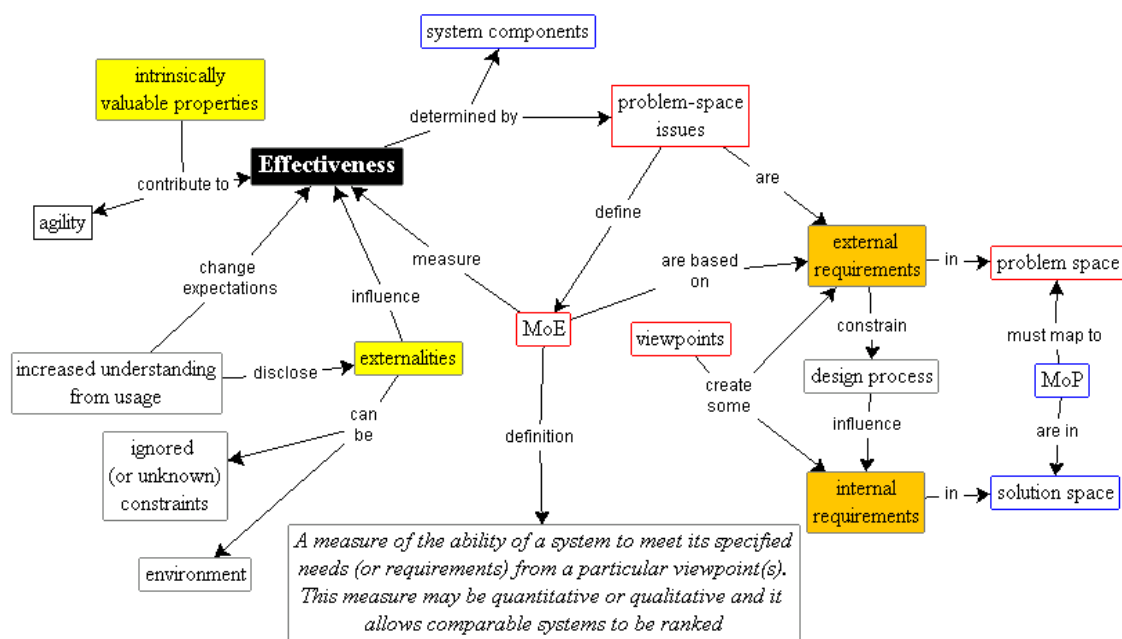 system components
intrinsically
valuable properties
determined by
problem-space
issues
Effectiveness
contribute to
are
agility
define
external
requirements
in
problem space
change
expectations
measure
are based
on
influence
MoE
viewpoints
constrain
must map to
increased understanding
from usage
disclose
externalities
create
some
design process
MoP
can
be
influence
are in
ignored
(or unknown)
constraints
definition
internal
requirements
in
solution space
environment
A measure of the ability of a system to meet its specified
needs (or requirements) from a particular viewpoint(s).
This measure may be quantitative or qualitative and it
allows comparable systems to be ranked